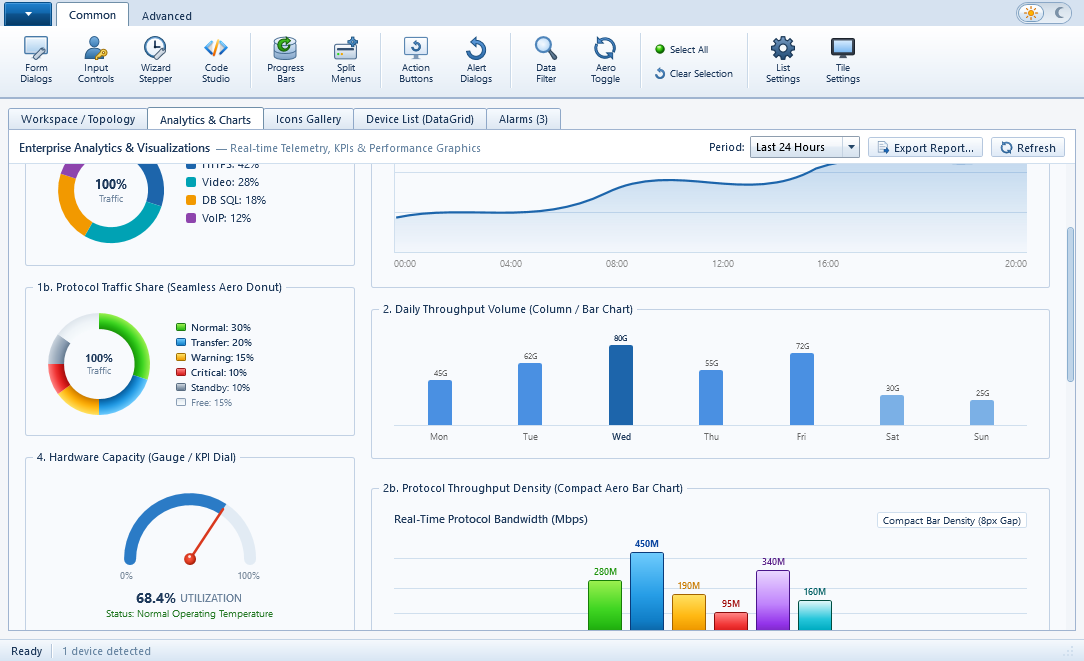 Common
Advanced
Form Dialogs
Input Controls
Wizard Stepper
Code Studio
Progress Bars
Split Menus
Action Buttons
Alert Dialogs
Data Filter
Aero Toggle
Select All
Clear Selection
List Settings
Tile Settings
Workspace / Topology
Analytics & Charts
Icons Gallery
Device List (DataGrid)
Alarms (3)
Enterprise Analytics & Visualizations — Real-time Telemetry, KPIs & Performance Graphics
Period:
Last 24 Hours
Export Report...
Refresh
100%
Traffic
HTTPS: 42%
Video: 28%
DB SQL: 18%
VoIP: 12%
00:00
04:00
08:00
12:00
16:00
20:00
1b. Protocol Traffic Share (Seamless Aero Donut)
100%
Traffic
Normal: 30%
Transfer: 20%
Warning: 15%
Critical: 10%
Standby: 10%
Free: 15%
2. Daily Throughput Volume (Column / Bar Chart)
45G
62G
80G
55G
72G
30G
25G
Mon
Tue
Wed
Thu
Fri
Sat
Sun
4. Hardware Capacity (Gauge / KPI Dial)
0%
100%
68.4% UTILIZATION
Status: Normal Operating Temperature
2b. Protocol Throughput Density (Compact Aero Bar Chart)
Real-Time Protocol Bandwidth (Mbps)
Compact Bar Density (8px Gap)
280M
450M
190M
95M
340M
160M
Ready
1 device detected